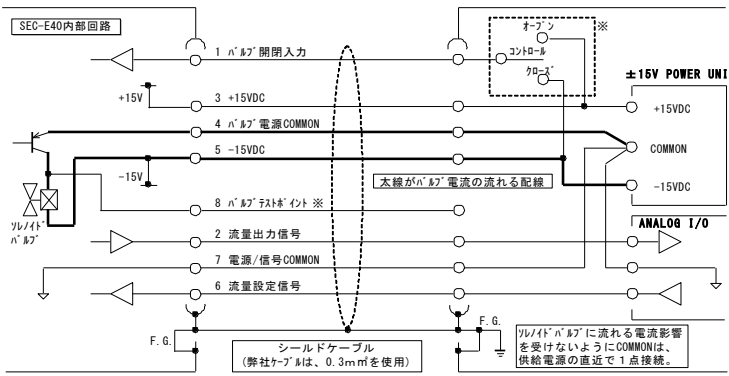 SEC-E40内部回路
1 ﾊﾞﾙﾌﾞ開閉入力
ｵｰﾌﾟﾝ
※
ｺﾝﾄﾛｰﾙ
ｸﾛｰｽﾞ
±15V POWER UNI
+15V
3 +15VDC
+15VDC
4 ﾊﾞﾙﾌﾞ電源COMMON
COMMON
5 -15VDC
-15V
太線がﾊﾞﾙﾌﾞ電流の流れる配線
-15VDC
8 ﾊﾞﾙﾌﾞﾃｽﾄﾎﾟｲﾝﾄ ※
ｿﾚﾉｲﾄﾞ
ﾊﾞﾙﾌﾞ
ANALOG I/O
2 流量出力信号
7 電源/信号COMMON
6 流量設定信号
F.G.
F.G.
シールドケーブル
(弊社ｹｰﾌﾞﾙは、0.3ｍ㎡を使用)
ｿﾚﾉｲﾄﾞﾊﾞﾙﾌﾞに流れる電流影響
を受けないようにCOMMONは、
供給電源の直近で１点接続。